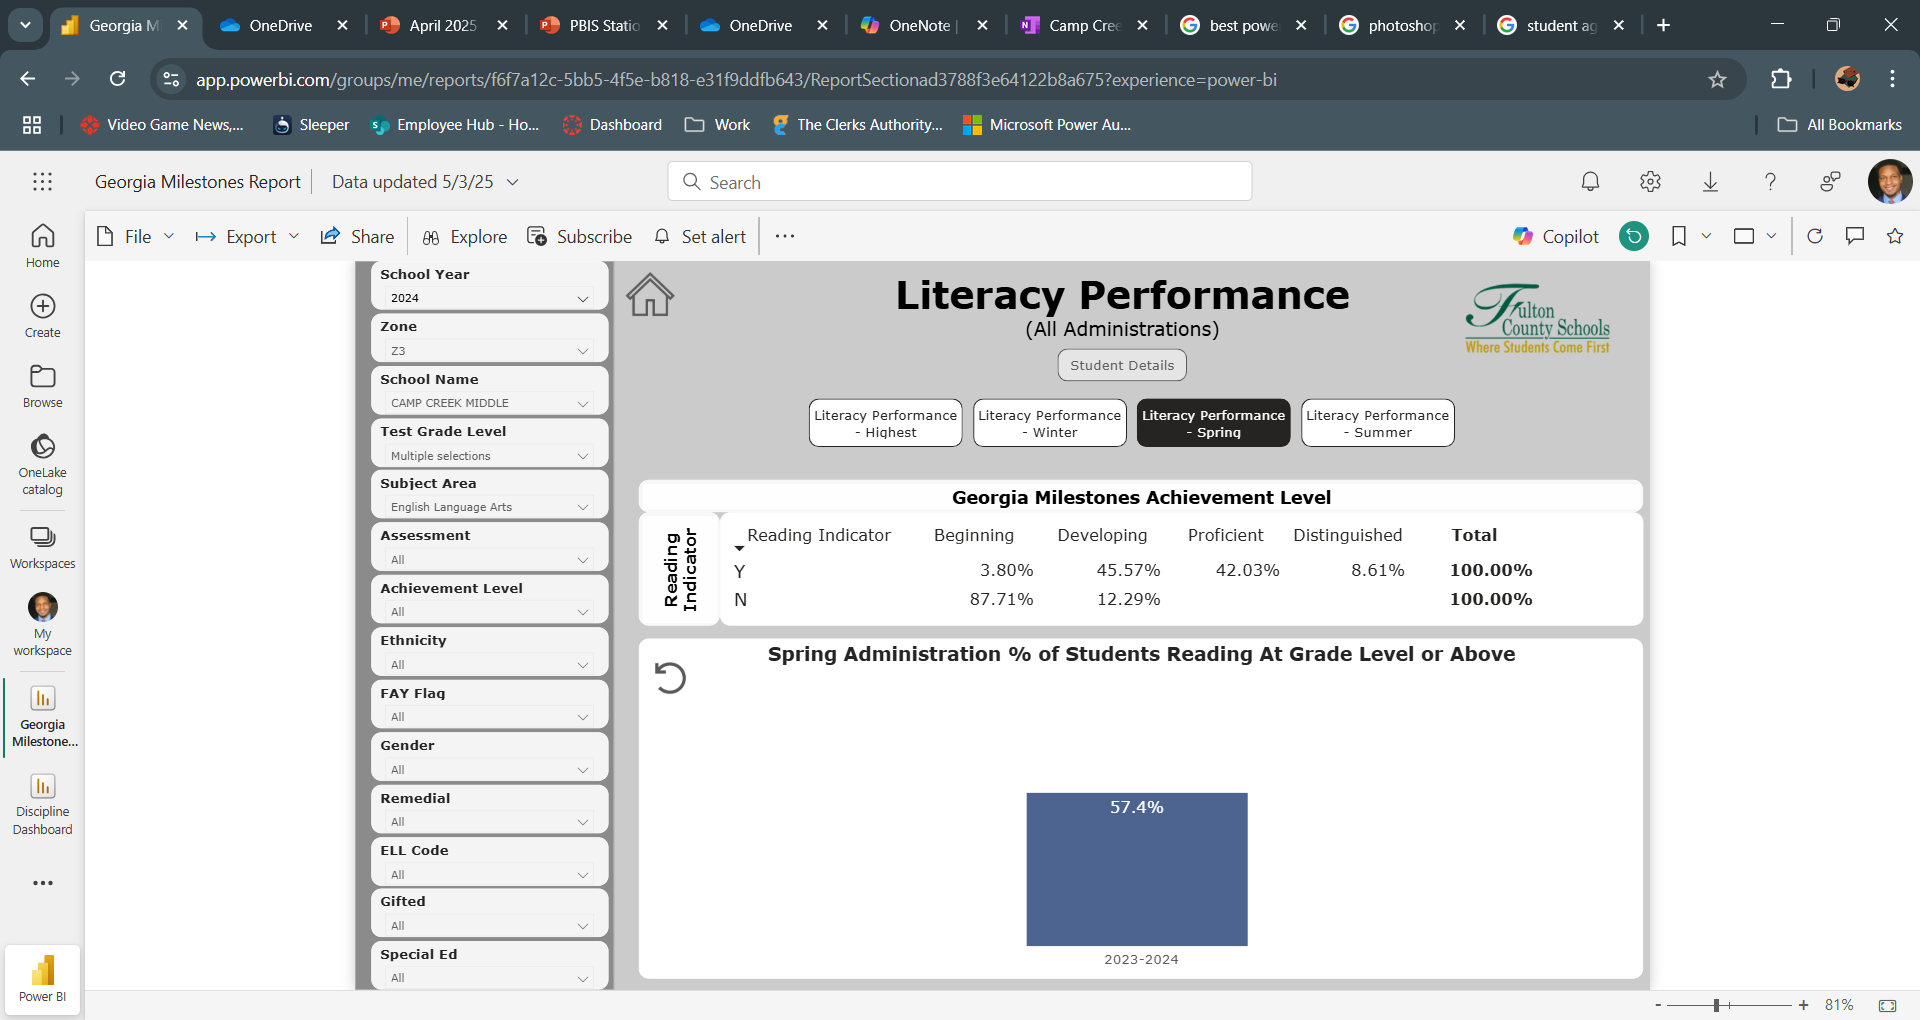 Georgia M
OneDrive
April 2025
PBIS Statio
OneDrive
OneNote |
Camp Cree
best powe
photoshop
student ag
app.powerbi.com/groups/me/reports/f6f7a12c-5bb5-4f5e-b818-e31f9ddfb643/ReportSectionad3788f3e64122b8a675?experience=power-bi
Video Game News,...
Sleeper
Employee Hub - Ho...
Dashboard
Work
The Clerks Authority...
Microsoft Power Au...
All Bookmarks
Georgia Milestones Report
Data updated 5/3/25
Search
File
Export
Share
Explore
Subscribe
Set alert
Copilot
Home
Create
Browse
OneLake
catalog
Workspaces
My
workspace
Georgia
Milestone...
Discipline
Dashboard
Power BI
School Year
2024
Zone
Z3
School Name
CAMP CREEK MIDDLE
Test Grade Level
Multiple selections
Subject Area
English Language Arts
Assessment
All
Achievement Level
All
Ethnicity
All
FAY Flag
All
Gender
All
Remedial
All
ELL Code
All
Gifted
All
Special Ed
All
Literacy Performance
(All Administrations)
Student Details
Fulton
County Schools
Where Students Come First
Literacy Performance
- Highest
Literacy Performance
- Winter
Literacy Performance
- Spring
Literacy Performance
- Summer
Georgia Milestones Achievement Level
Reading
Indicator
Reading Indicator Beginning Developing Proficient Distinguished Total
Y 3.80% 45.57% 42.03% 8.61% 100.00%
N 87.71% 12.29% 100.00%
Spring Administration % of Students Reading At Grade Level or Above
57.4%
2023-2024
- + 81%